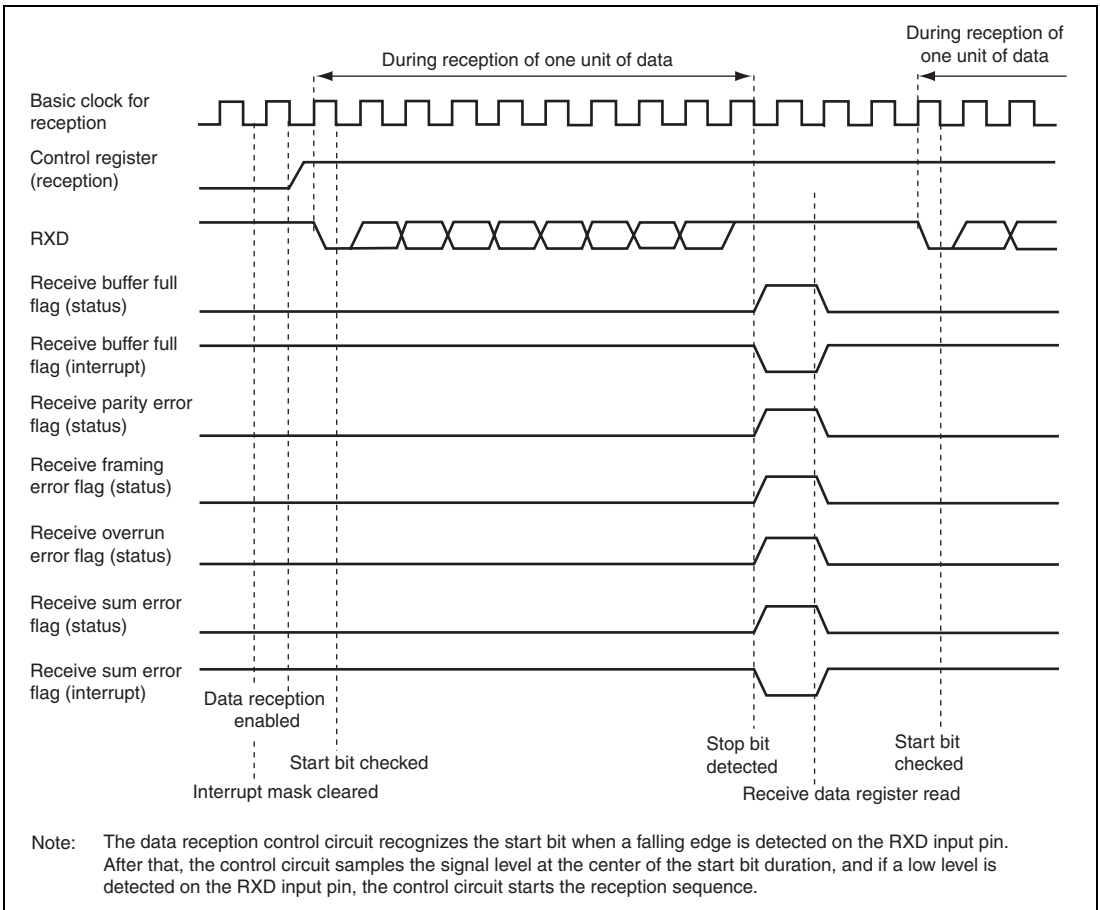 During reception of one unit of data
During reception of
one unit of data
Basic clock for
reception
Control register
(reception)
RXD
Receive buffer full
flag (status)
Receive buffer full
flag (interrupt)
Receive parity error
flag (status)
Receive framing
error flag (status)
Receive overrun
error flag (status)
Receive sum error
flag (status)
Receive sum error
flag (interrupt)
Data reception
enabled
Start bit checked
Interrupt mask cleared
Stop bit
detected
Receive data register read
Start bit
checked
Note: The data reception control circuit recognizes the start bit when a falling edge is detected on the RXD input pin.
After that, the control circuit samples the signal level at the center of the start bit duration, and if a low level is
detected on the RXD input pin, the control circuit starts the reception sequence.